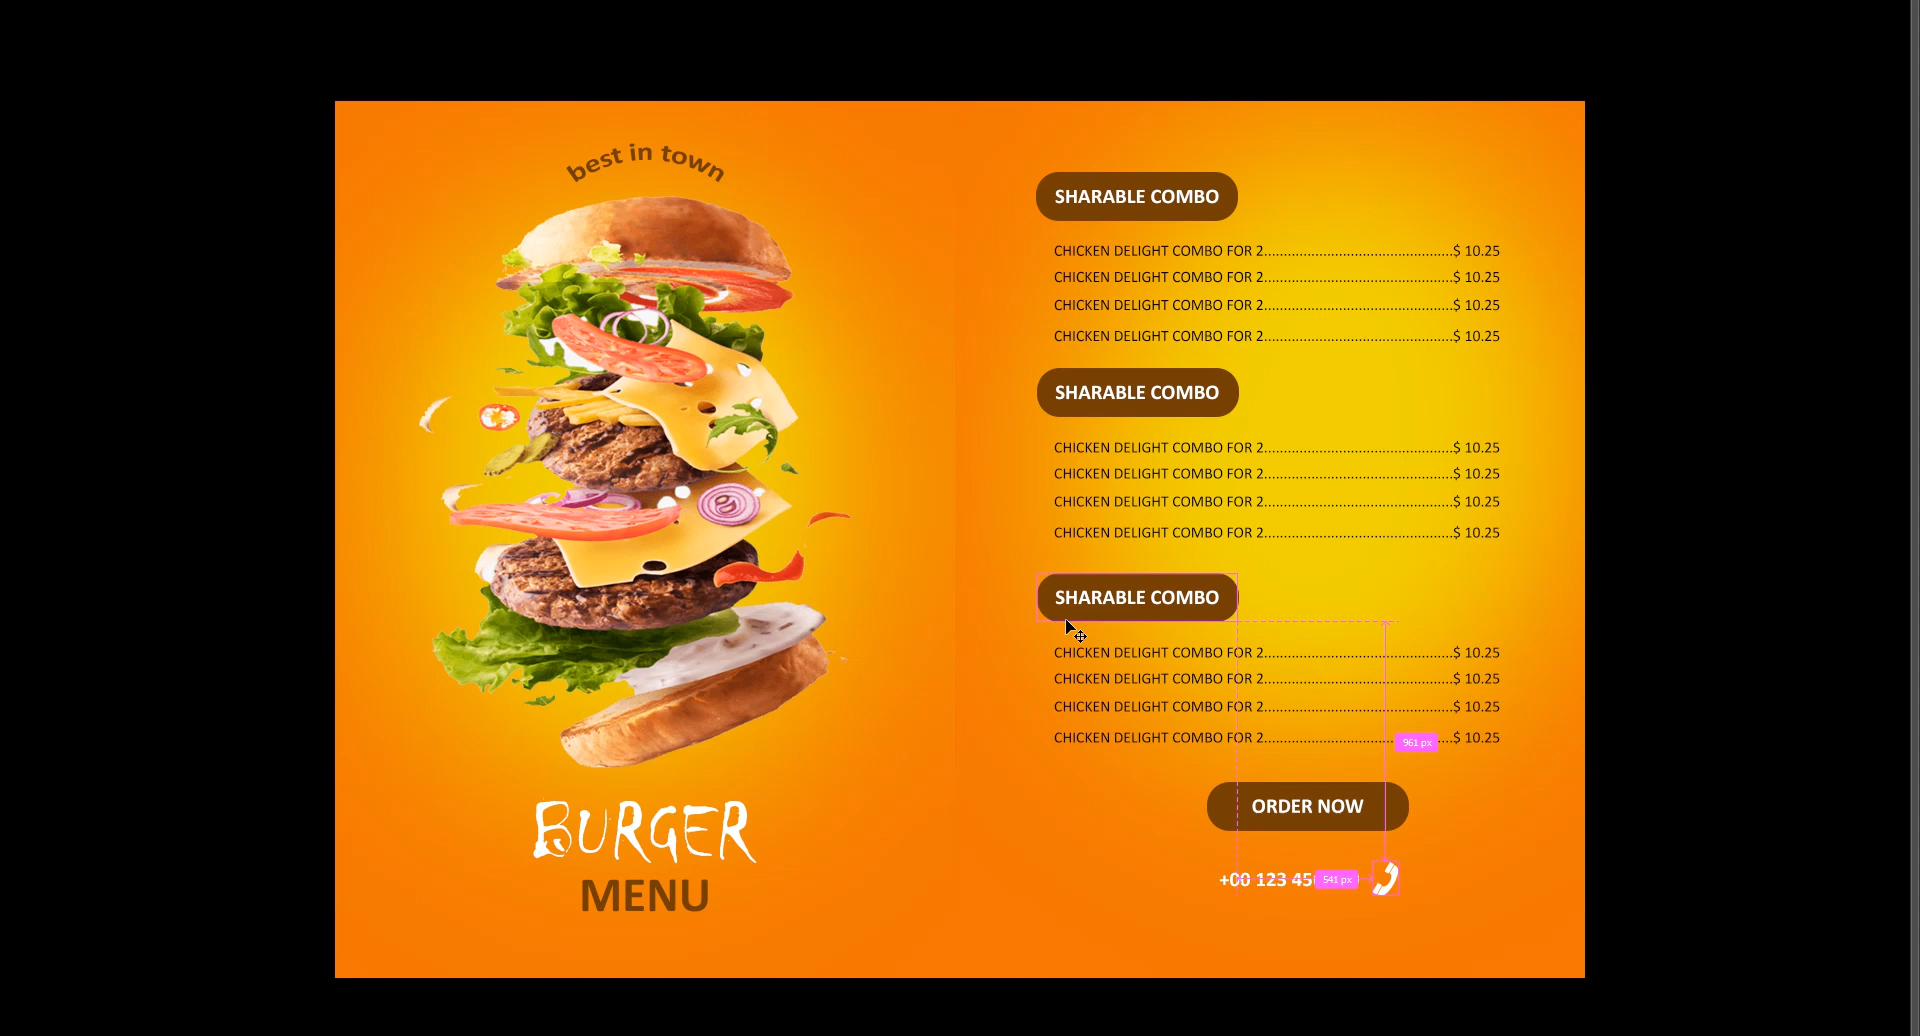 best in town
BURGER
MENU
SHARABLE COMBO
CHICKEN DELIGHT COMBO FOR 2................................................$ 10.25
CHICKEN DELIGHT COMBO FOR 2................................................$ 10.25
CHICKEN DELIGHT COMBO FOR 2................................................$ 10.25
CHICKEN DELIGHT COMBO FOR 2................................................$ 10.25
SHARABLE COMBO
CHICKEN DELIGHT COMBO FOR 2................................................$ 10.25
CHICKEN DELIGHT COMBO FOR 2................................................$ 10.25
CHICKEN DELIGHT COMBO FOR 2................................................$ 10.25
CHICKEN DELIGHT COMBO FOR 2................................................$ 10.25
SHARABLE COMBO
CHICKEN DELIGHT COMBO FOR 2................................................$ 10.25
CHICKEN DELIGHT COMBO FOR 2................................................$ 10.25
CHICKEN DELIGHT COMBO FOR 2................................................$ 10.25
CHICKEN DELIGHT COMBO FOR 2................................................$ 10.25
961 px
ORDER NOW
+00 123 45
541 px